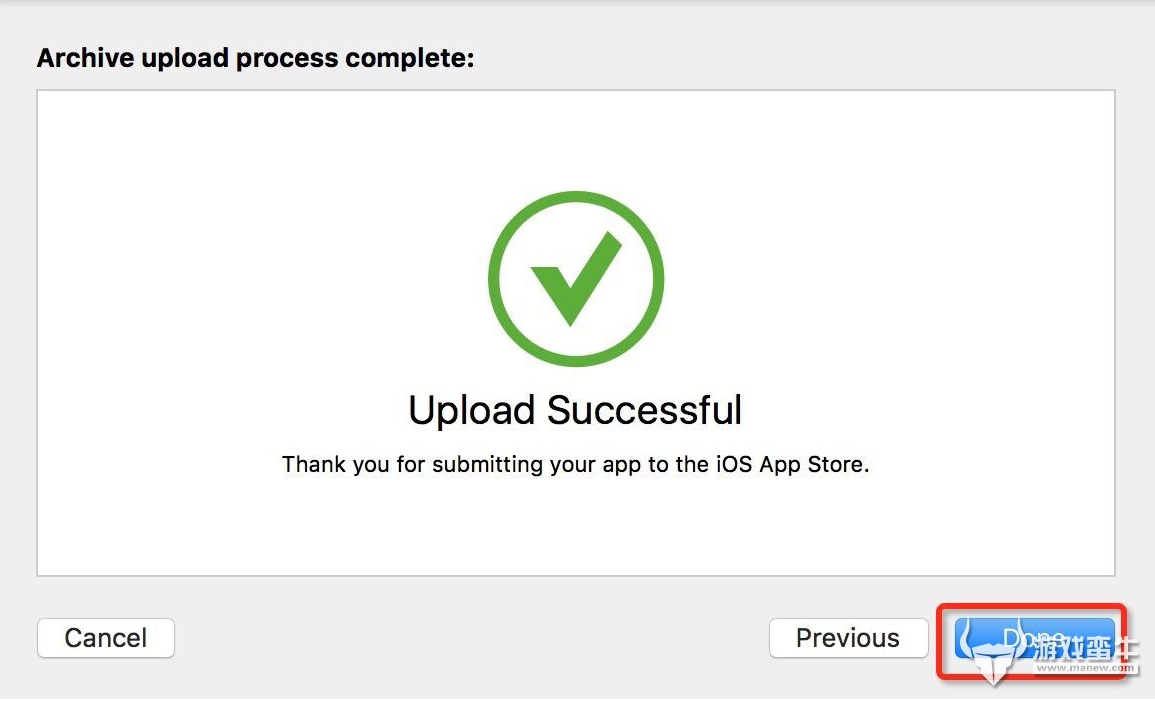 Archive upload process complete:
Upload Successful
Thank you for submitting your app to the iOS App Store.
Cancel
Previous
Done
游戏蛮牛
www.manew.com